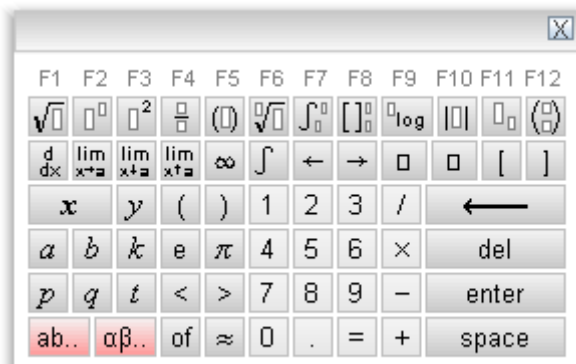 X
F1 F2 F3 F4 F5 F6 F7 F8 F9 F10 F11 F12
√▯ ▯▯ ▯² ▯/▯ (▯) ▯√▯ ∫▯▯ [▯]▯▯ ▯log |▯| ▯▯ (▯▯)
d/dx lim x→a lim x↓a lim x↑a ∞ ∫ ← → ▯ ▯ [ ]
x y ( ) 1 2 3 / ←
a b k e π 4 5 6 × del
p q t < > 7 8 9 − enter
ab.. αβ.. of ≈ 0 . = + space